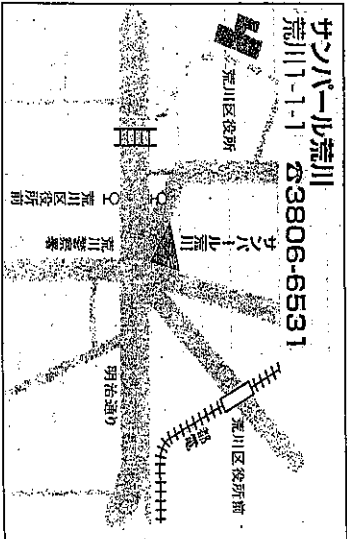 サンパール荒川
荒川1-1-1 ☎3806-6531
荒川区役所
サンパール荒川
荒川区役所前
荒川警察署
荒川区役所前
都電
明治通り